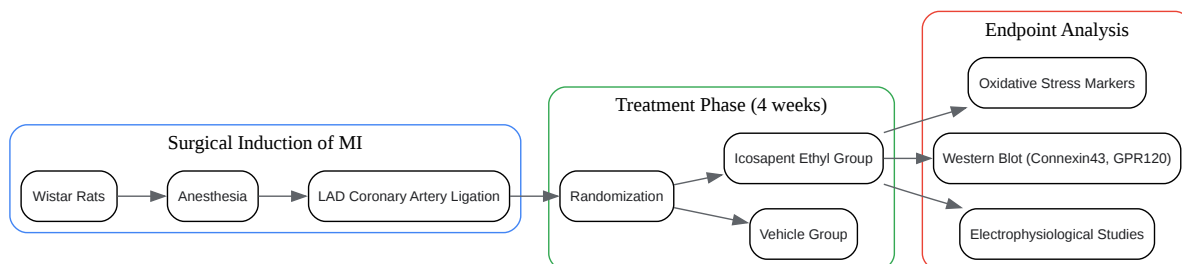 Surgical Induction of MI
Wistar Rats
Anesthesia
LAD Coronary Artery Ligation
Treatment Phase (4 weeks)
Randomization
Icosapent Ethyl Group
Vehicle Group
Endpoint Analysis
Oxidative Stress Markers
Western Blot (Connexin43, GPR120)
Electrophysiological Studies